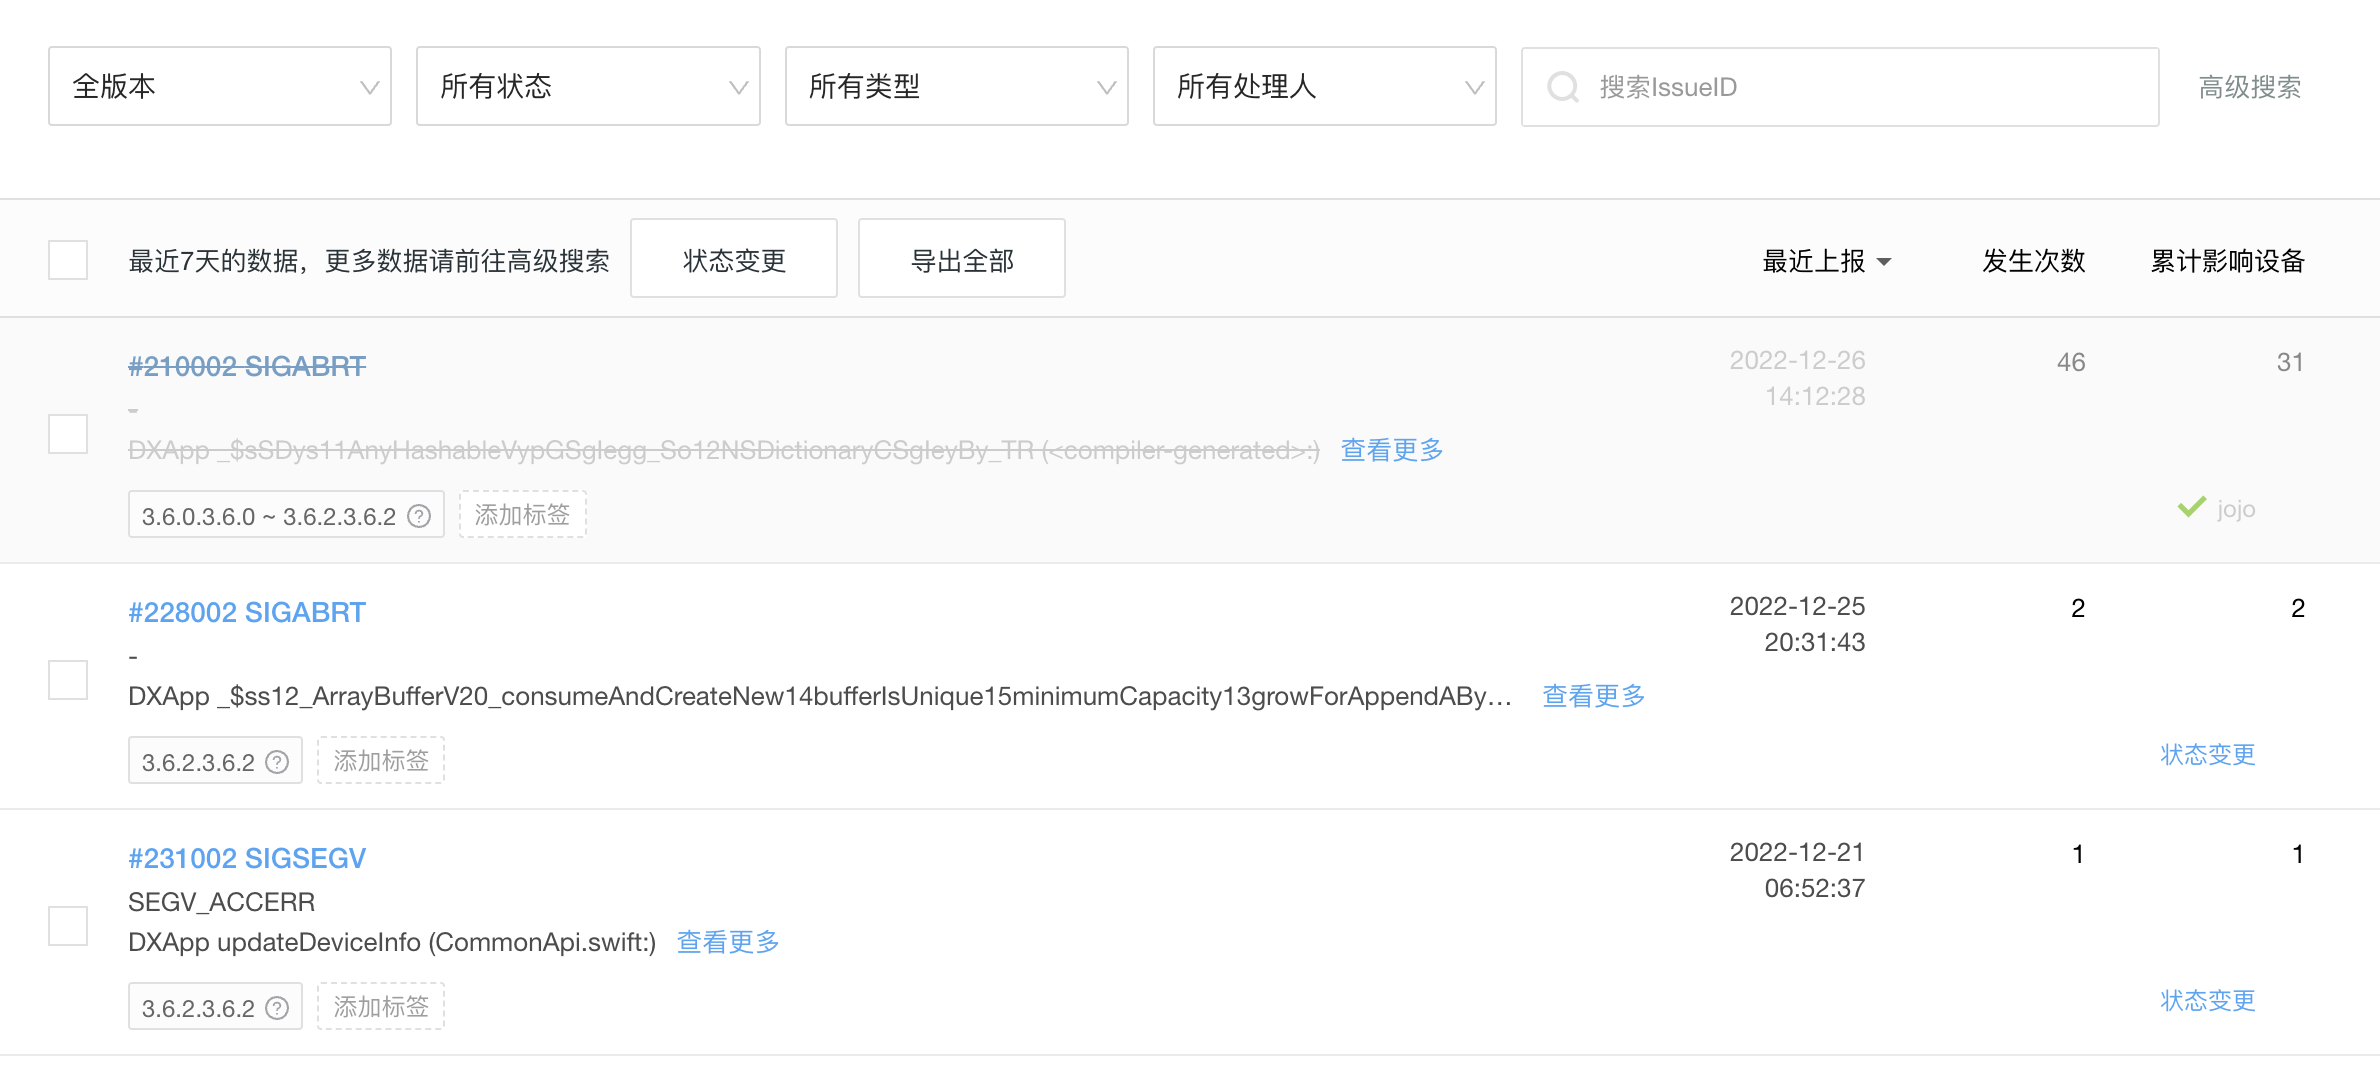 全版本 所有状态 所有类型 所有处理人 搜索IssueID 高级搜索
最近7天的数据，更多数据请前往高级搜索 状态变更 导出全部 最近上报 发生次数 累计影响设备
#210002 SIGABRT 2022-12-26 46 31
14:12:28
-
DXApp _$sSDys11AnyHashableVypGSgIegg_So12NSDictionaryCSgIeyBy_TR (<compiler-generated>:) 查看更多
3.6.0.3.6.0 ~ 3.6.2.3.6.2 添加标签 jojo
#228002 SIGABRT 2022-12-25 2 2
20:31:43
-
DXApp _$ss12_ArrayBufferV20_consumeAndCreateNew14bufferIsUnique15minimumCapacity13growForAppendABy... 查看更多
3.6.2.3.6.2 添加标签 状态变更
#231002 SIGSEGV 2022-12-21 1 1
06:52:37
SEGV_ACCERR
DXApp updateDeviceInfo (CommonApi.swift:) 查看更多
3.6.2.3.6.2 添加标签 状态变更